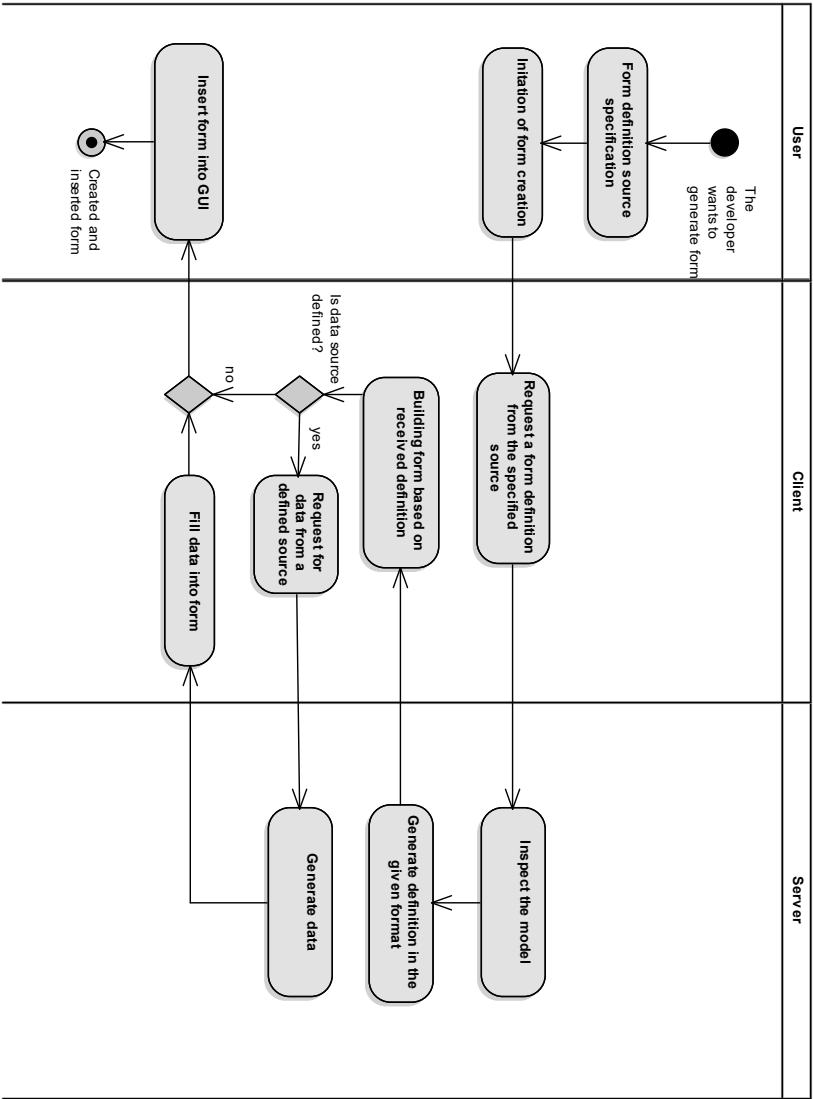 User
Client
Server
The
developer
wants to
generate form
Form definition source
specification
Initation of form creation
Request a form definition
from the specified
source
Inspect the model
Generate definition in the
given format
Building form based on
received definition
Is data source
defined?
yes
no
Request for
data from a
defined source
Generate data
Fill data into form
Insert form into GUI
Created and
inserted form